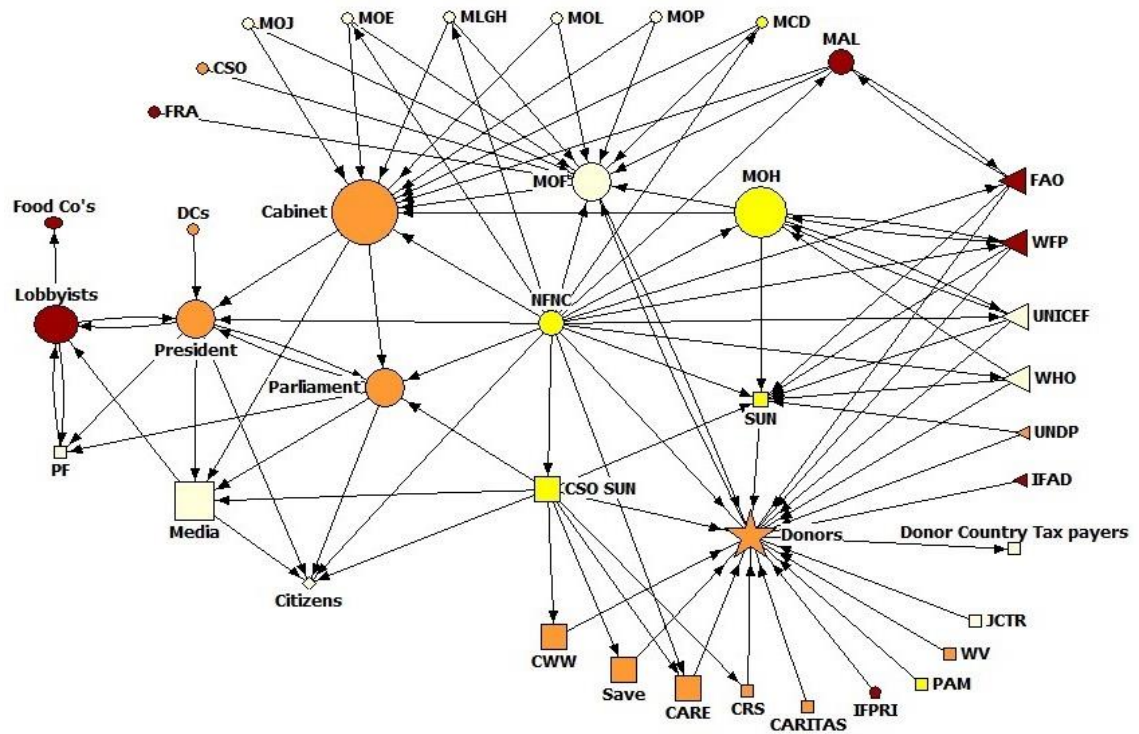 MOJ
MOE
MLGH
MOL
MOP
MCD
MAL
CSO
FRA
MOF
MOH
FAO
Food Co's
DCs
Cabinet
WFP
Lobbyists
NFNC
UNICEF
President
Parliament
WHO
SUN
UNDP
PF
CSO SUN
IFAD
Media
Donors
Donor Country Tax payers
Citizens
JCTR
CWW
WV
Save
PAM
CARE
CRS
IFPRI
CARITAS